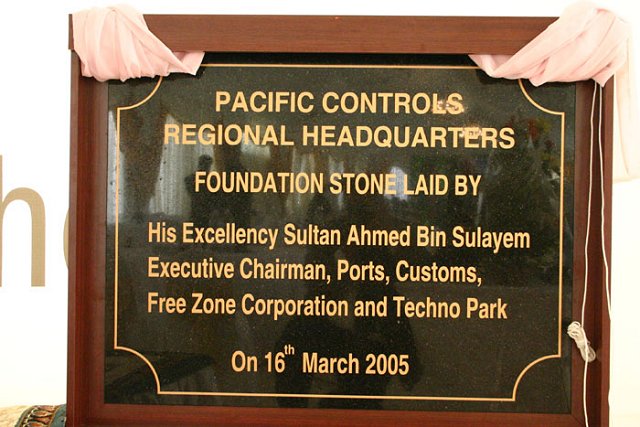 PACIFIC CONTROLS
REGIONAL HEADQUARTERS
FOUNDATION STONE LAID BY
His Excellency Sultan Ahmed Bin Sulayem
Executive Chairman, Ports, Customs,
Free Zone Corporation and Techno Park
On 16th March 2005